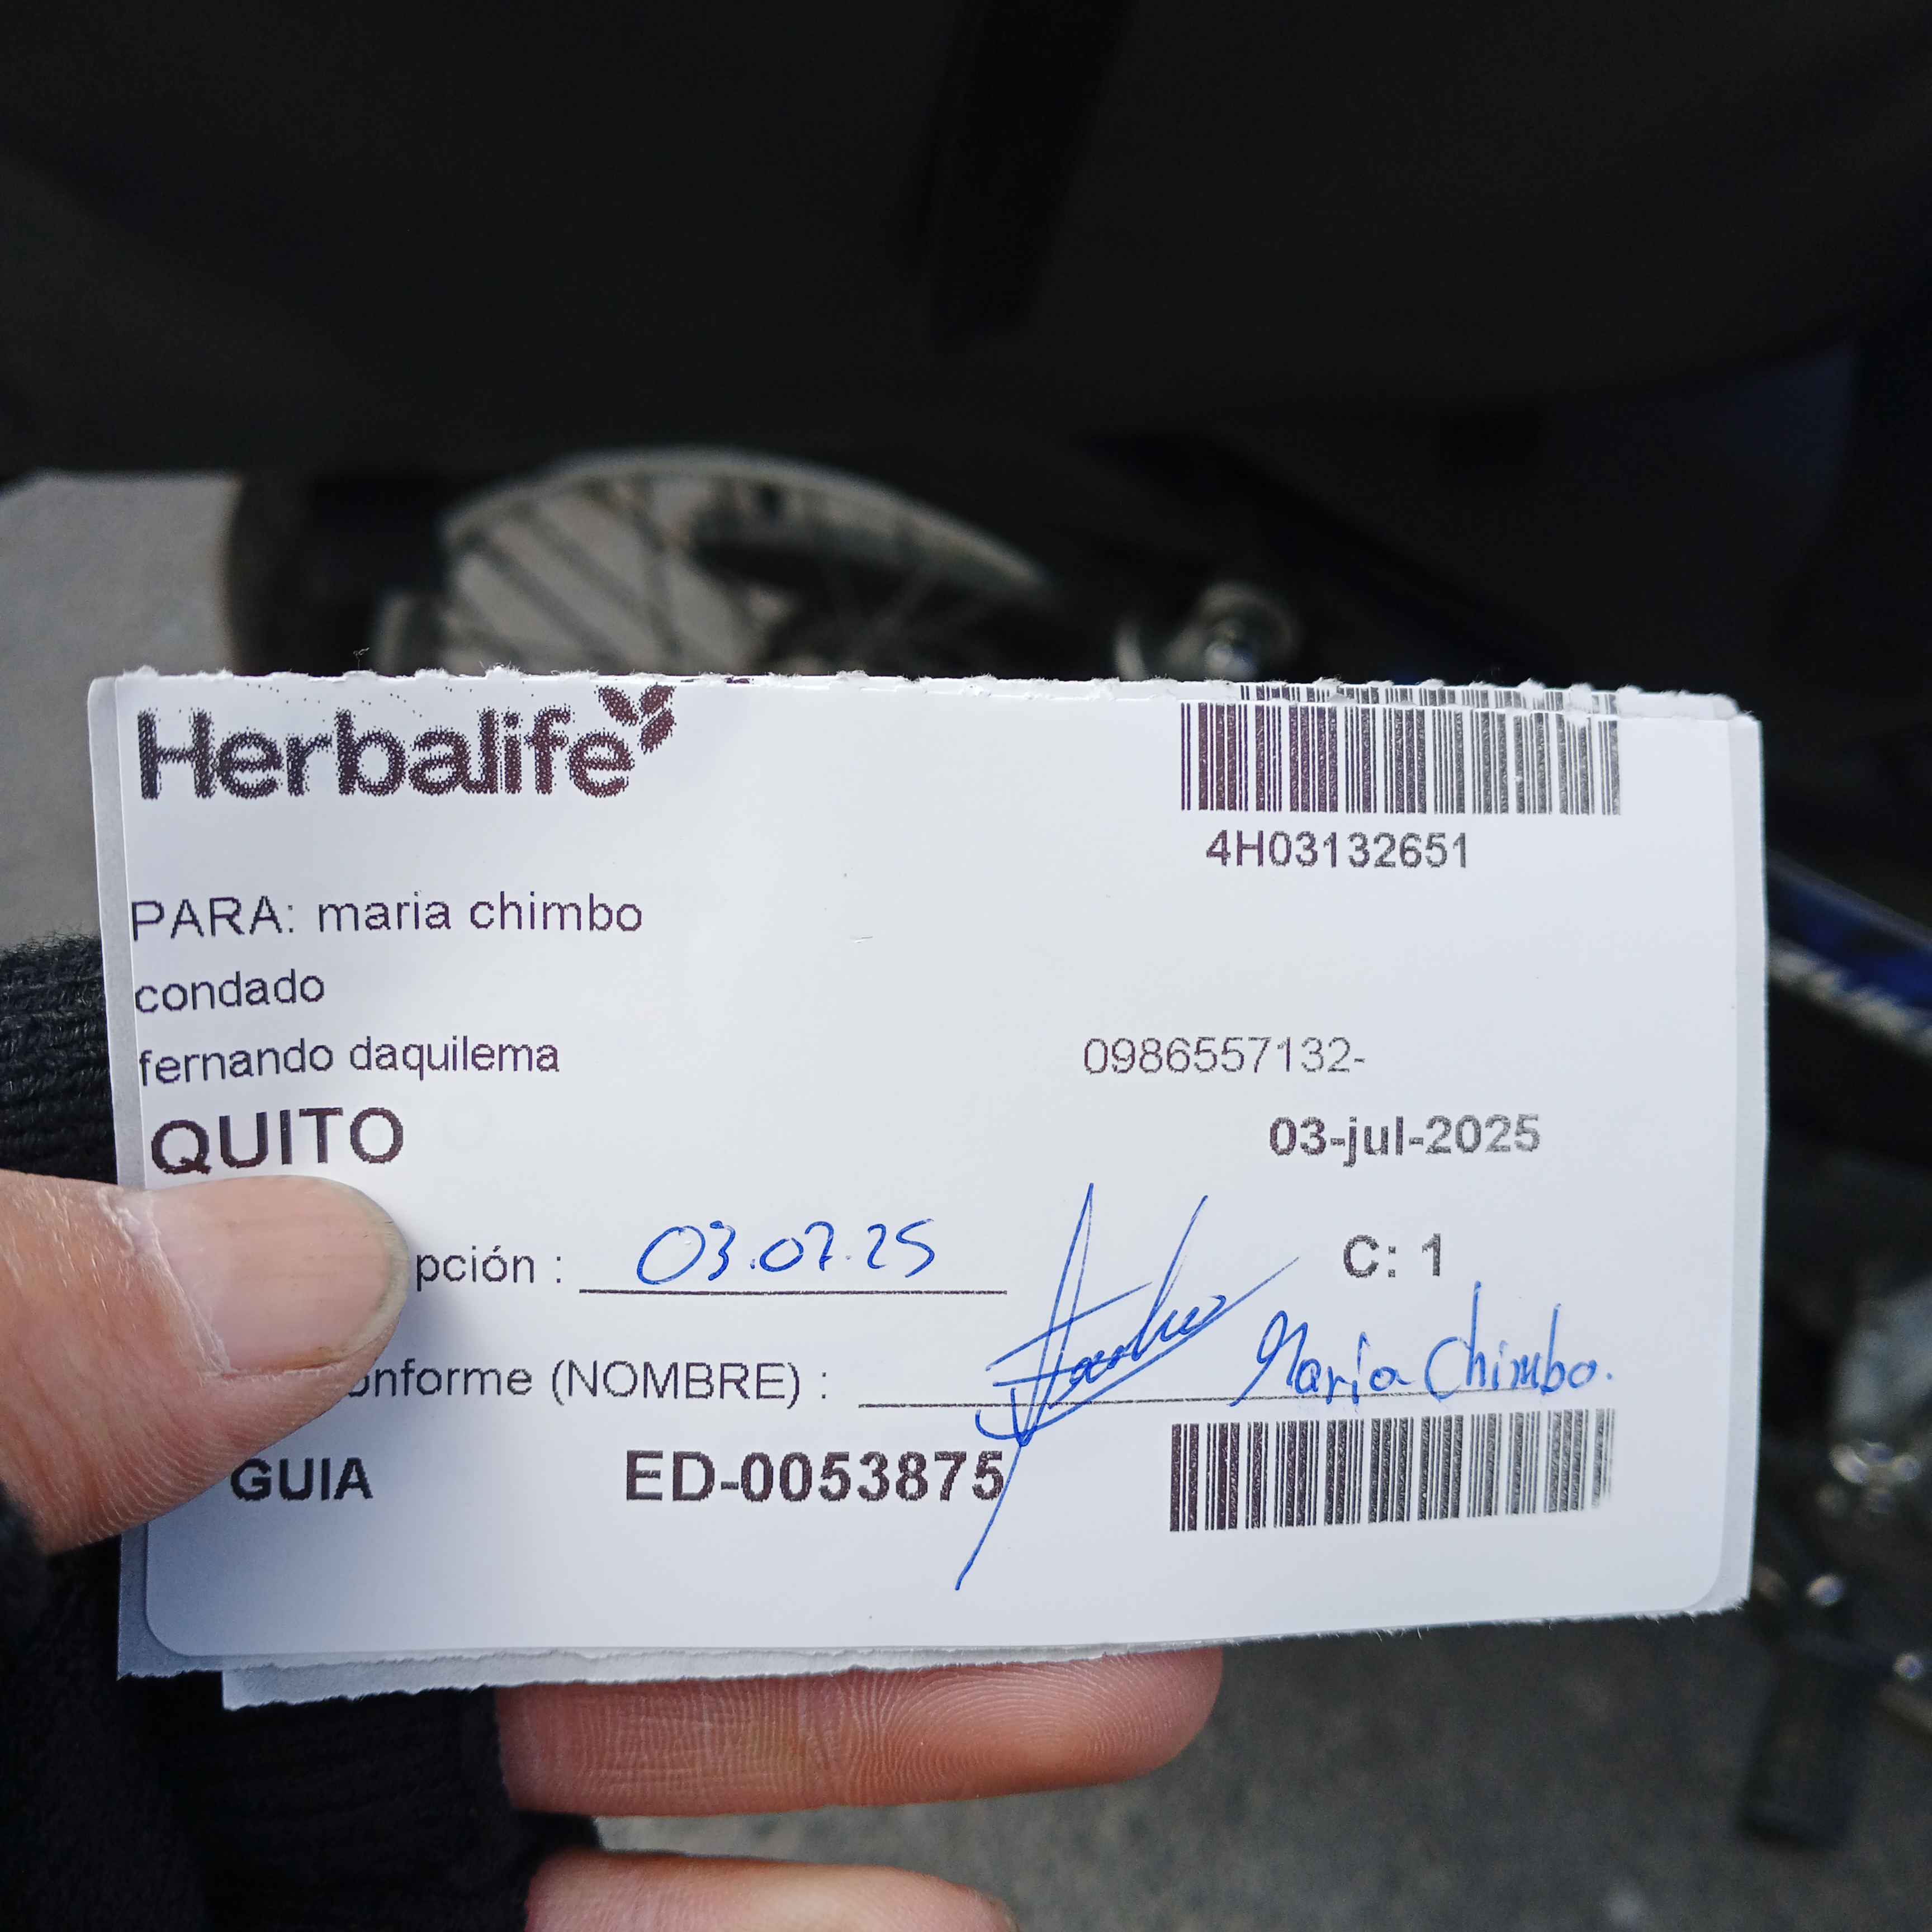 Herbalife
4H03132651
PARA: maria chimbo
condado
fernando daquilema 0986557132-
QUITO 03-jul-2025
pción : 03.07.25 C: 1
onforme (NOMBRE) : Maria Chimbo.
GUIA ED-0053875